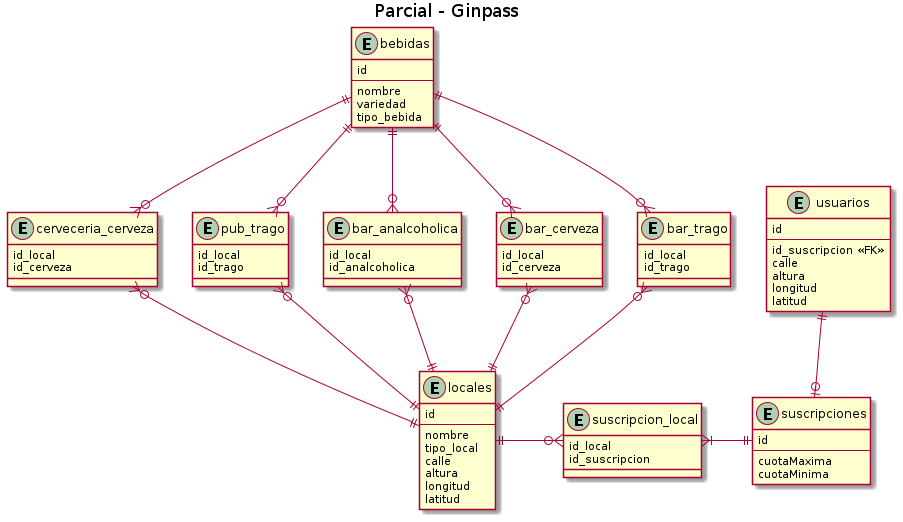 Parcial - Ginpass
E bebidas
id
nombre
variedad
tipo_bebida
E cerveceria_cerveza
id_local
id_cerveza
E pub_trago
id_local
id_trago
E bar_analcoholica
id_local
id_analcoholica
E bar_cerveza
id_local
id_cerveza
E bar_trago
id_local
id_trago
E usuarios
id
id_suscripcion «FK»
calle
altura
longitud
latitud
E locales
id
nombre
tipo_local
calle
altura
longitud
latitud
E suscripcion_local
id_local
id_suscripcion
E suscripciones
id
cuotaMaxima
cuotaMinima